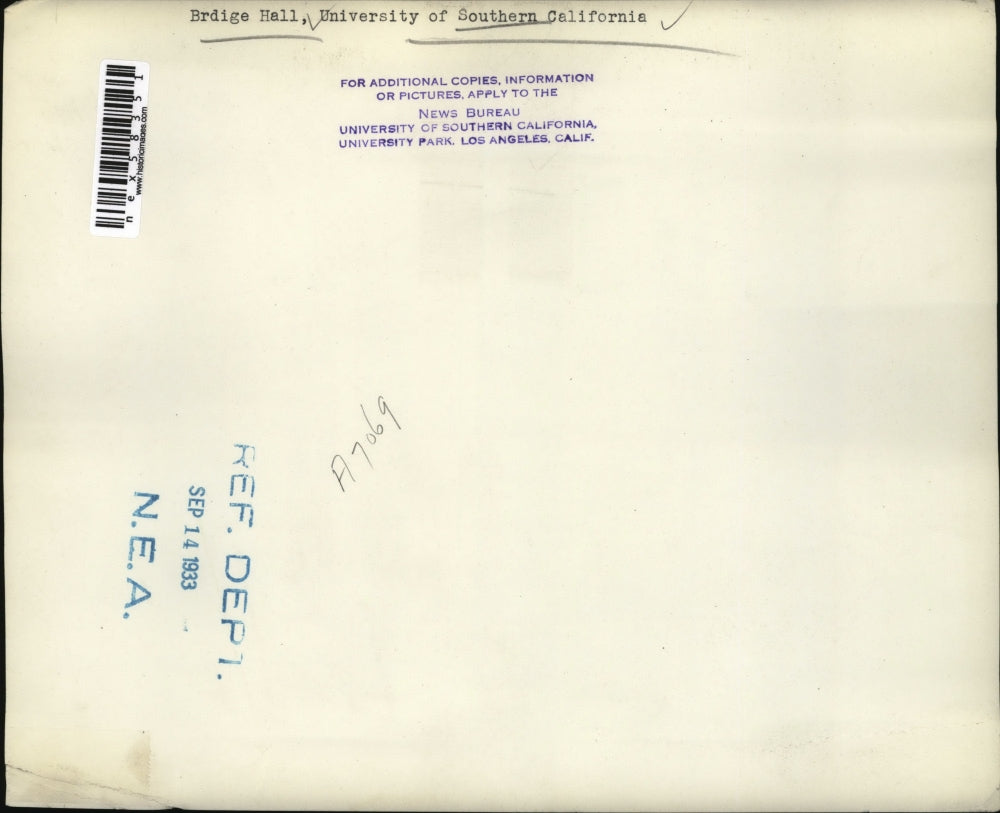 Brdige Hall, University of Southern California
FOR ADDITIONAL COPIES, INFORMATION
OR PICTURES, APPLY TO THE
NEWS BUREAU
UNIVERSITY OF SOUTHERN CALIFORNIA,
UNIVERSITY PARK, LOS ANGELES, CALIF.
nex58351
www.historicimages.com
A7069
REF. DEPT.
SEP 14 1933
N.E.A.